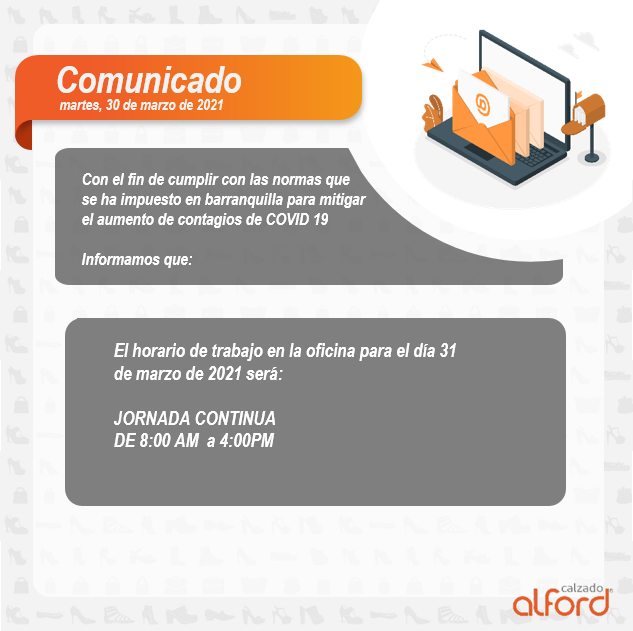 Comunicado
martes, 30 de marzo de 2021
Con el fin de cumplir con las normas que
se ha impuesto en barranquilla para mitigar
el aumento de contagios de COVID 19
Informamos que:
El horario de trabajo en la oficina para el día 31
de marzo de 2021 será:
JORNADA CONTINUA
DE 8:00 AM  a 4:00PM
calzado
alford